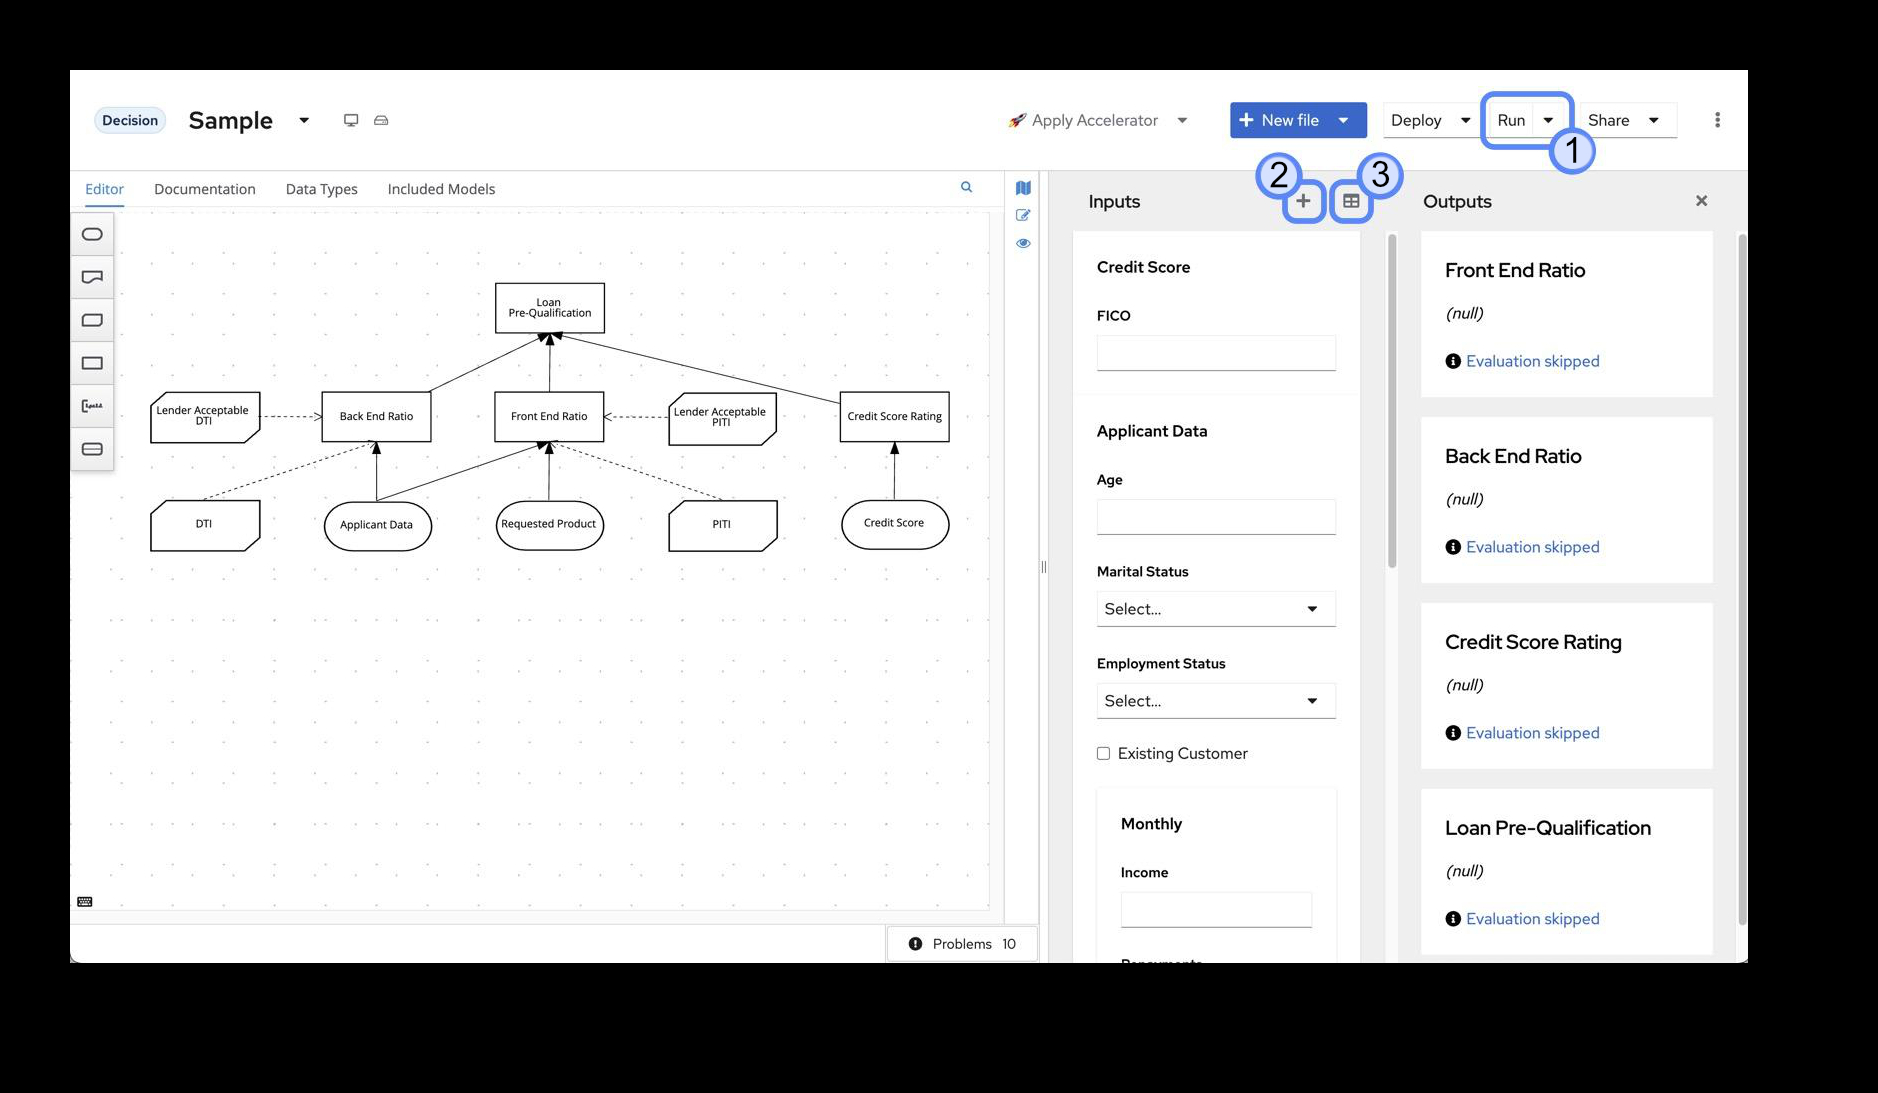 Decision
Sample
🚀 Apply Accelerator
New file
Deploy
Run
Share
1
2
3
Editor
Documentation
Data Types
Included Models
Loan
Pre-Qualification
Lender Acceptable
DTI
Back End Ratio
Front End Ratio
Lender Acceptable
PITI
Credit Score Rating
DTI
Applicant Data
Requested Product
PITI
Credit Score
Problems 10
Inputs
Credit Score
FICO
Applicant Data
Age
Marital Status
Select...
Employment Status
Select...
Existing Customer
Monthly
Income
Outputs
Front End Ratio
(null)
Evaluation skipped
Back End Ratio
(null)
Evaluation skipped
Credit Score Rating
(null)
Evaluation skipped
Loan Pre-Qualification
(null)
Evaluation skipped